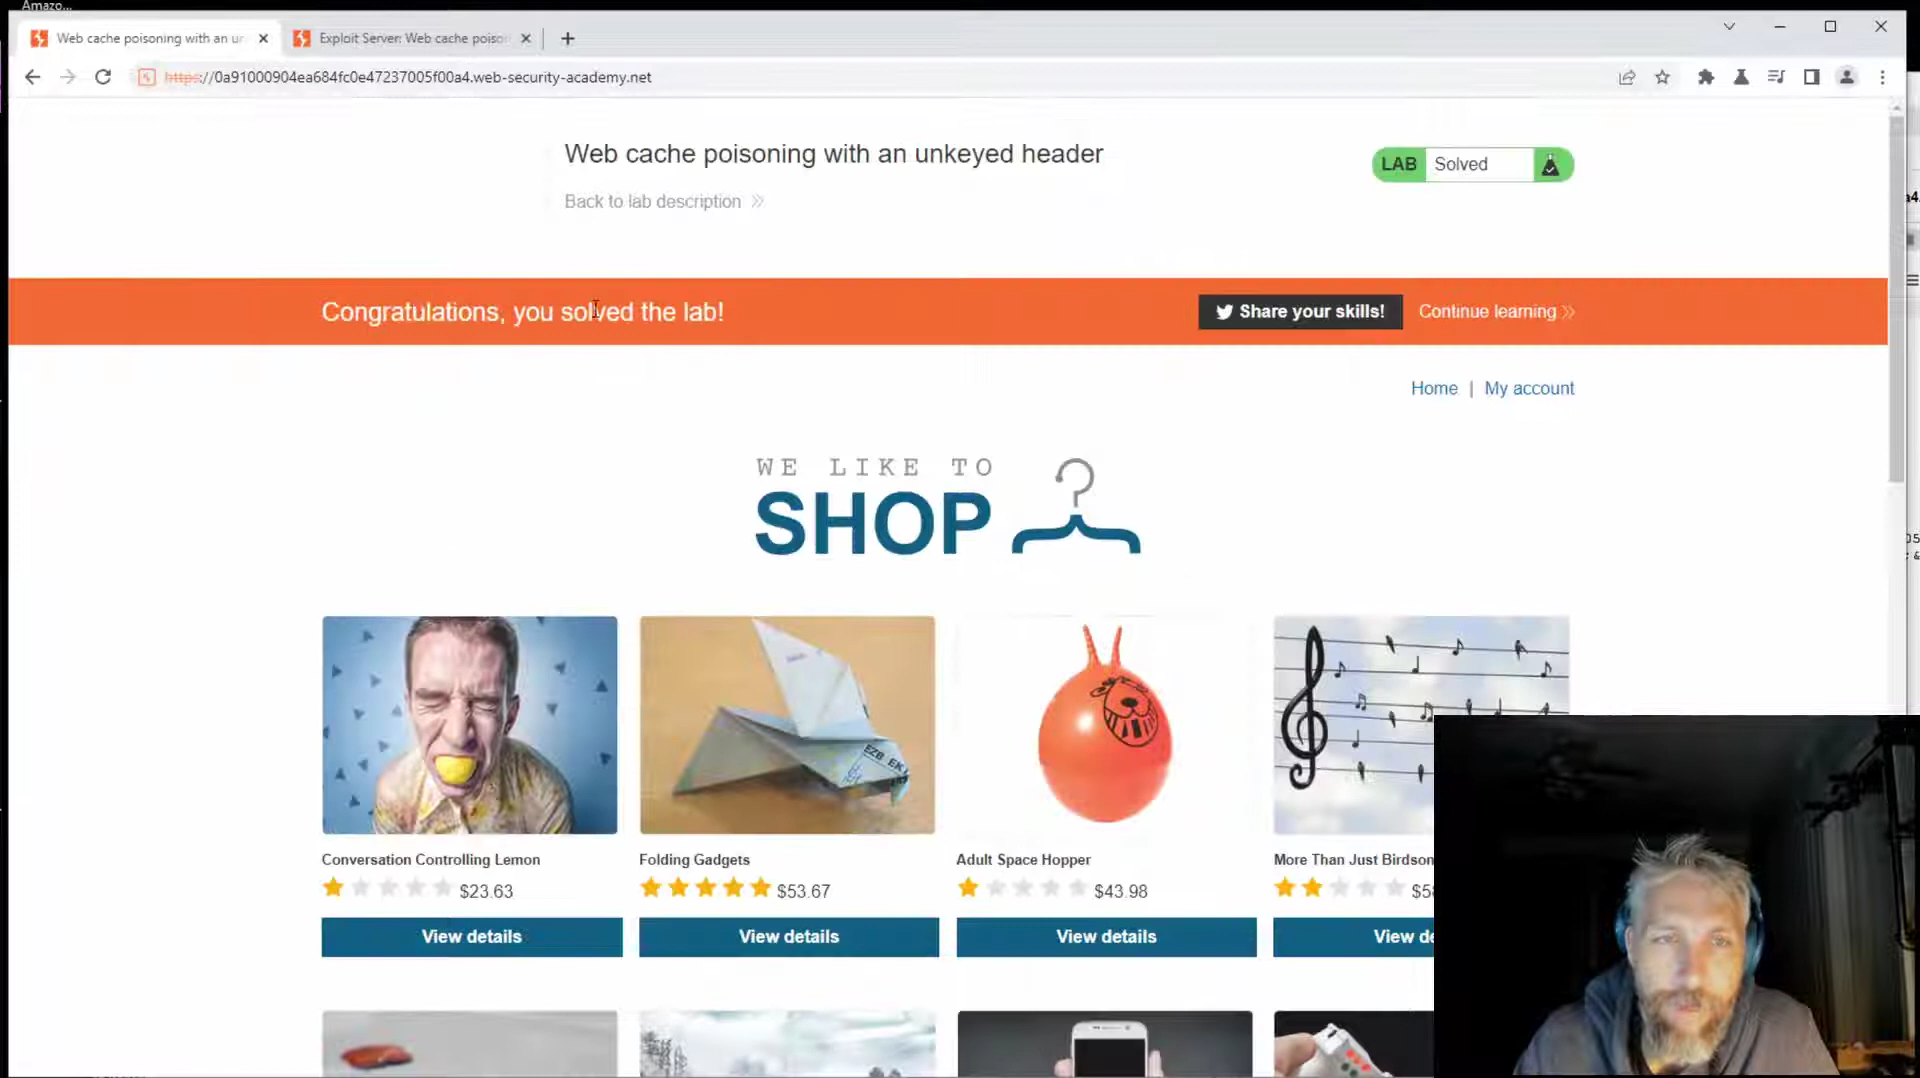 Amazo...
Web cache poisoning with an ur
Exploit Server: Web cache poiso
https://0a91000904ea684fc0e47237005f00a4.web-security-academy.net
Web cache poisoning with an unkeyed header
LAB Solved
Back to lab description
Congratulations, you solved the lab!
Share your skills!
Continue learning
Home | My account
WE LIKE TO
SHOP
Conversation Controlling Lemon
Folding Gadgets
Adult Space Hopper
More Than Just Birdson
$23.63
$53.67
$43.98
View details
View details
View details
View de